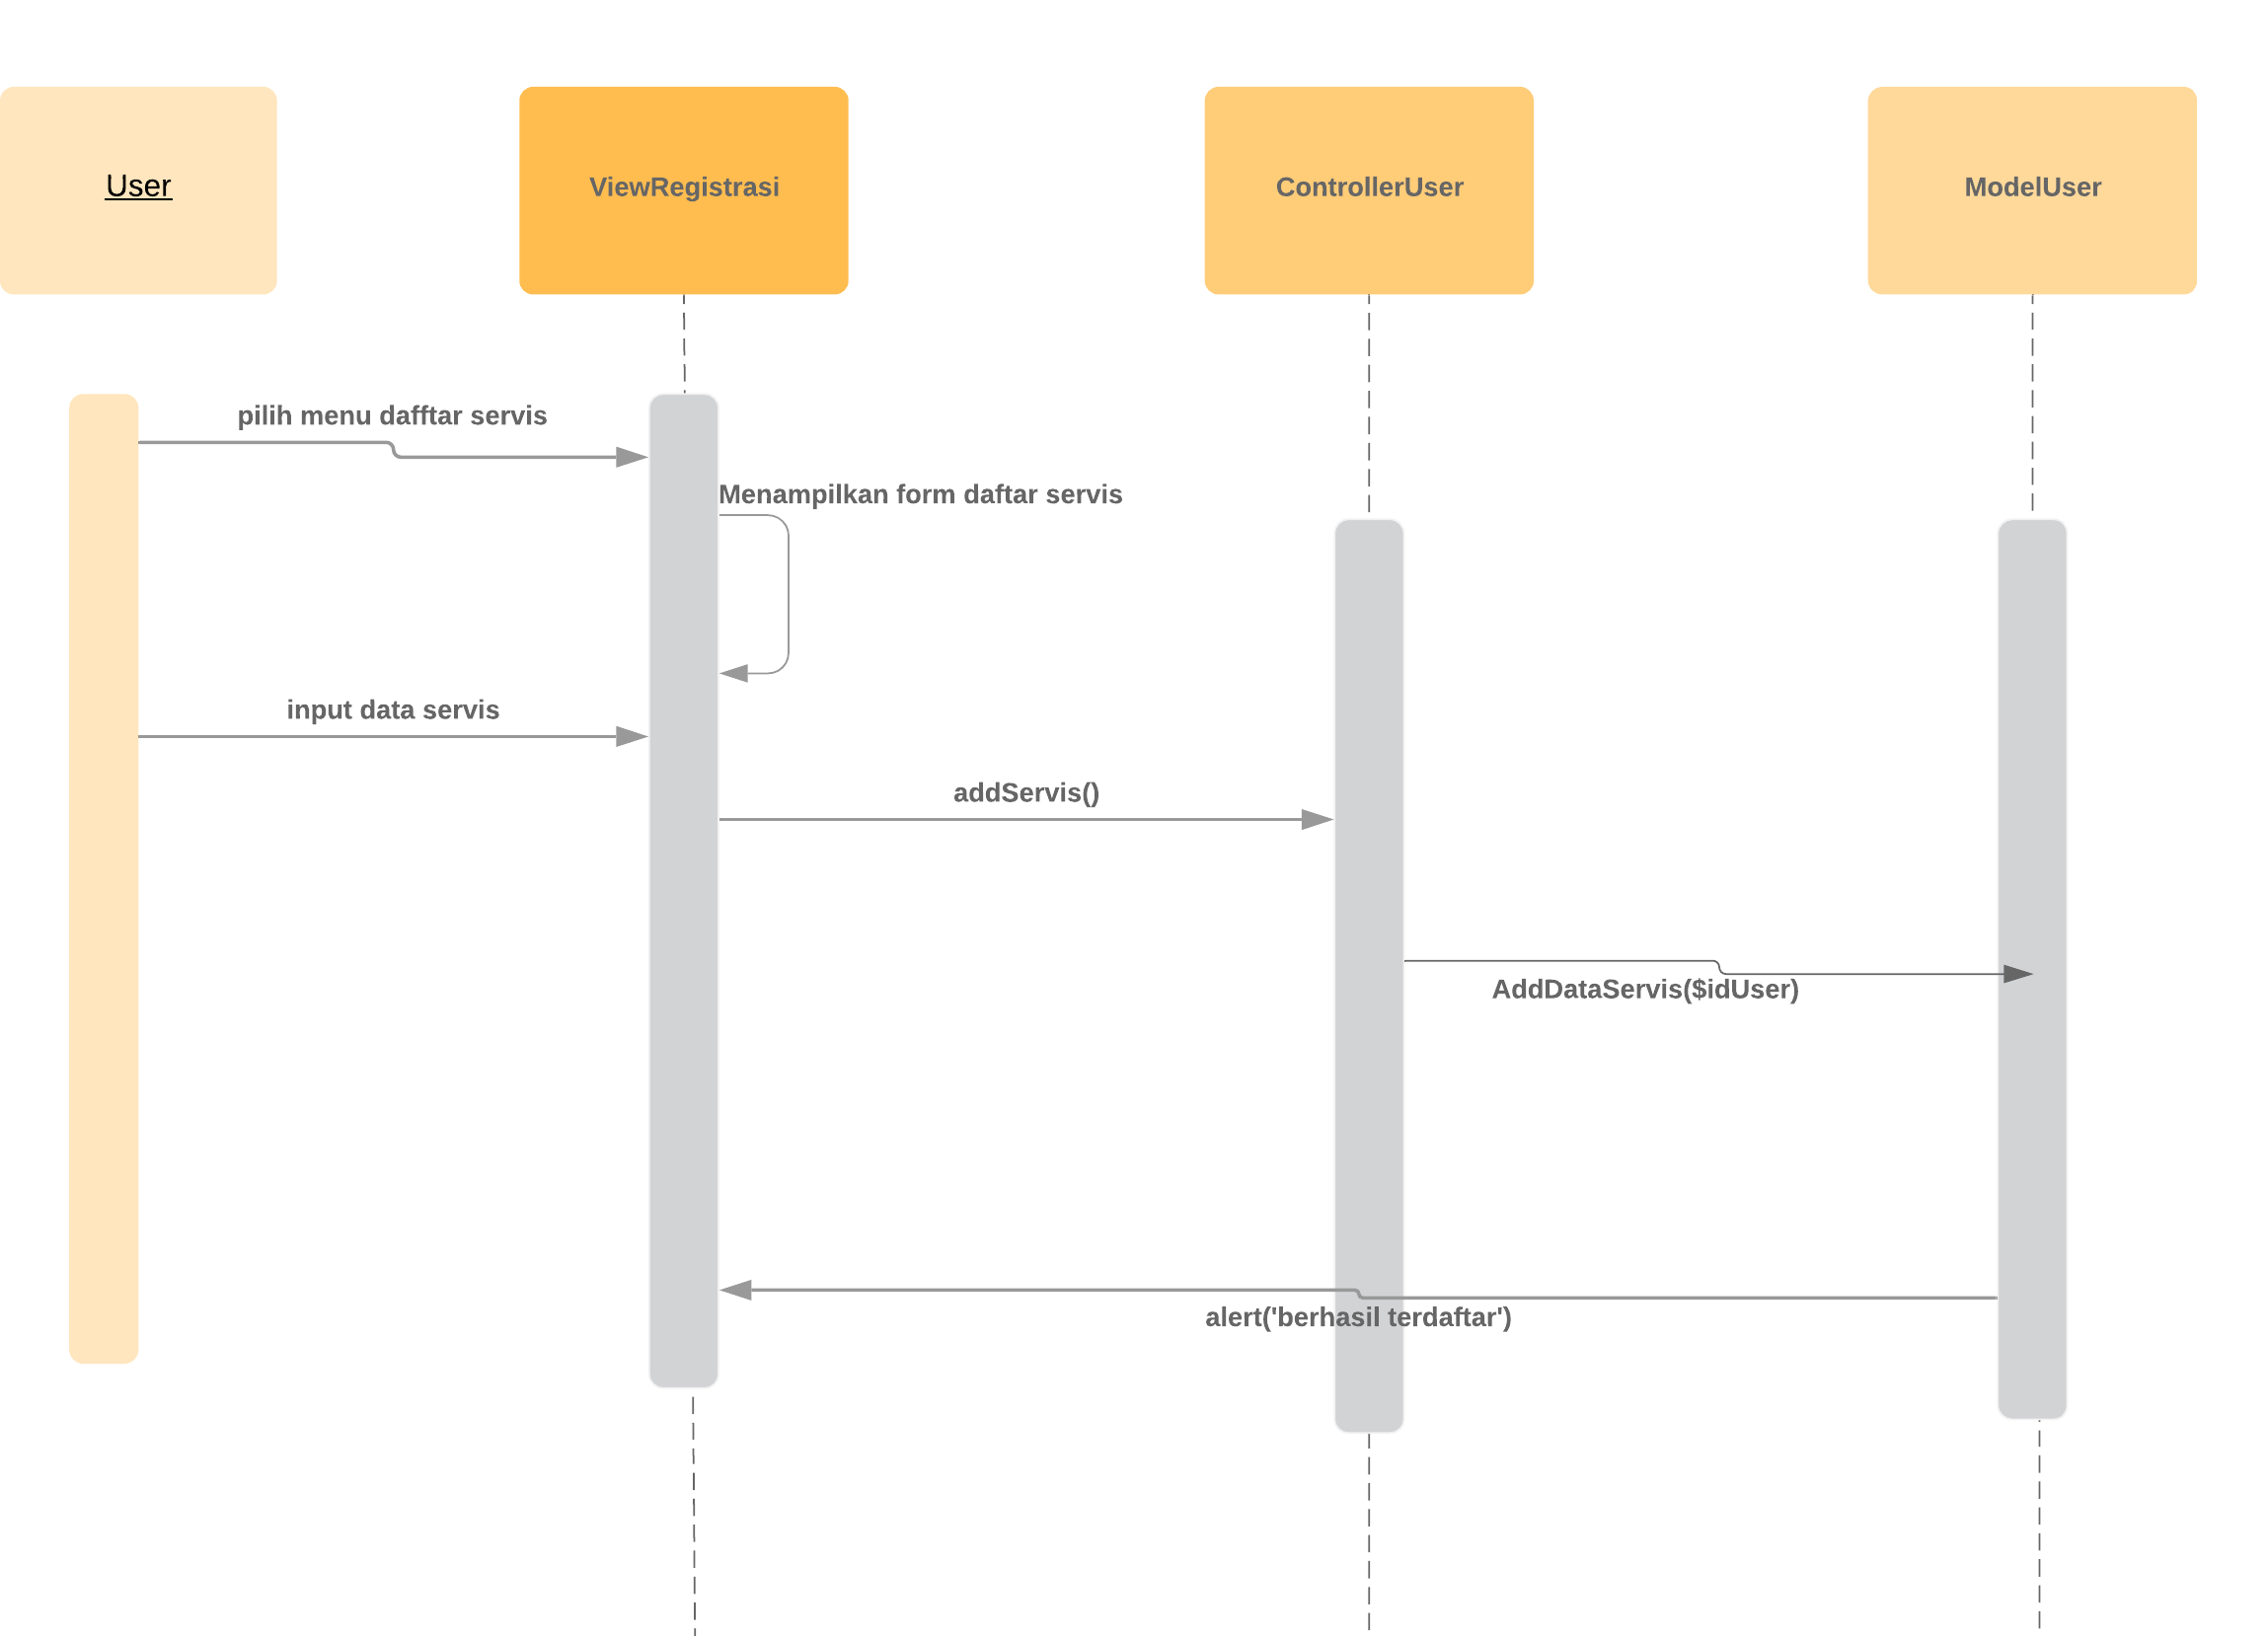 User
ViewRegistrasi
ControllerUser
ModelUser
pilih menu dafftar servis
Menampilkan form daftar servis
input data servis
addServis()
AddDataServis($idUser)
alert('berhasil terdaftar')